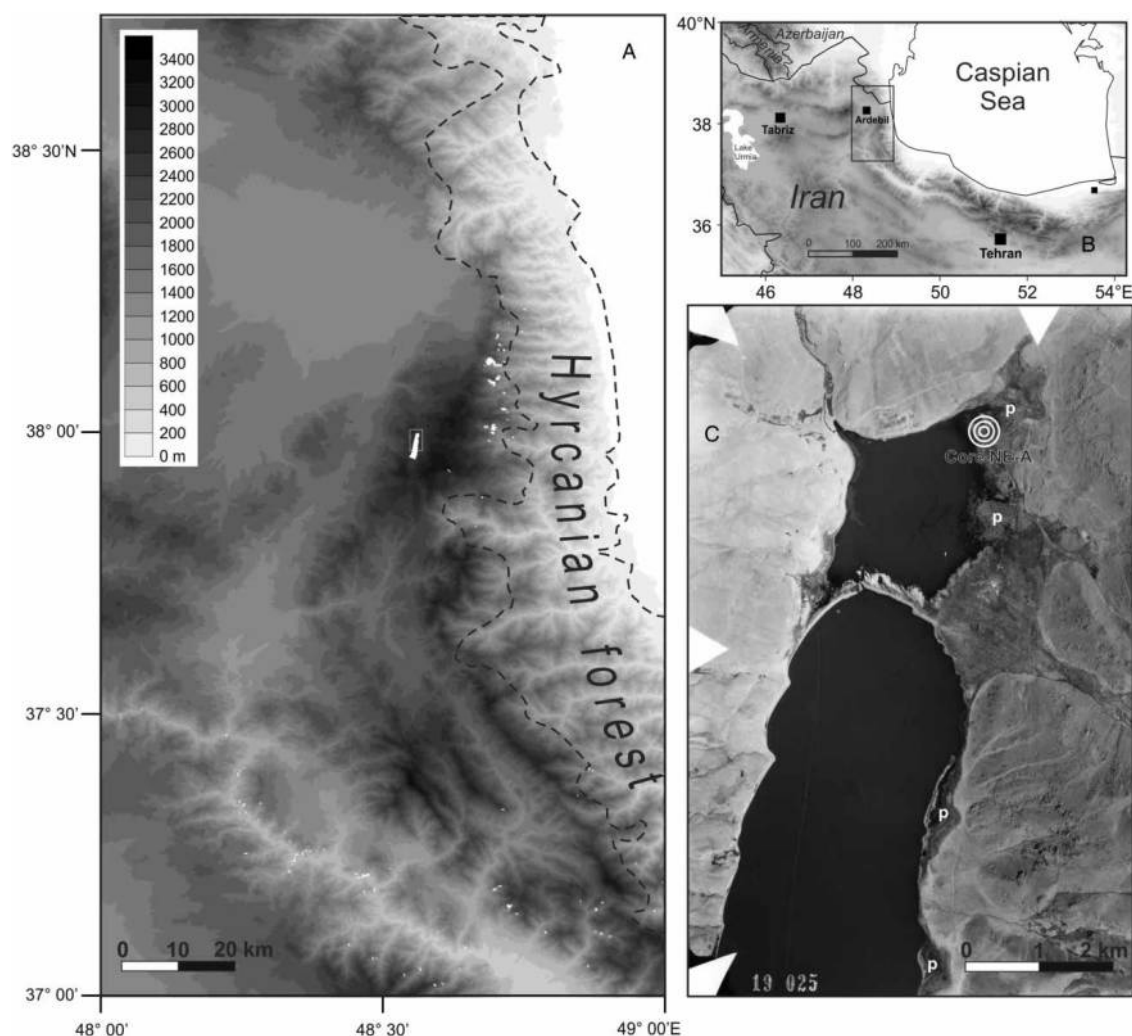 A
3400
3200
3000
2800
2600
2400
2200
2000
1800
1600
1400
1200
1000
800
600
400
200
0 m
38° 30'N
38° 00'
37° 30'
37° 00'
48° 00'
48° 30'
49° 00'E
Hyrcanian forest
0 10 20 km
40°N
38
36
46
48
50
52
54°E
Armenia
Azerbaijan
Caspian
Sea
Tabriz
Ardebil
Lake
Urmia
Iran
0 100 200 km
Tehran
B
C
p
Core NE-A
p
p
p
0 1 2 km
19 025